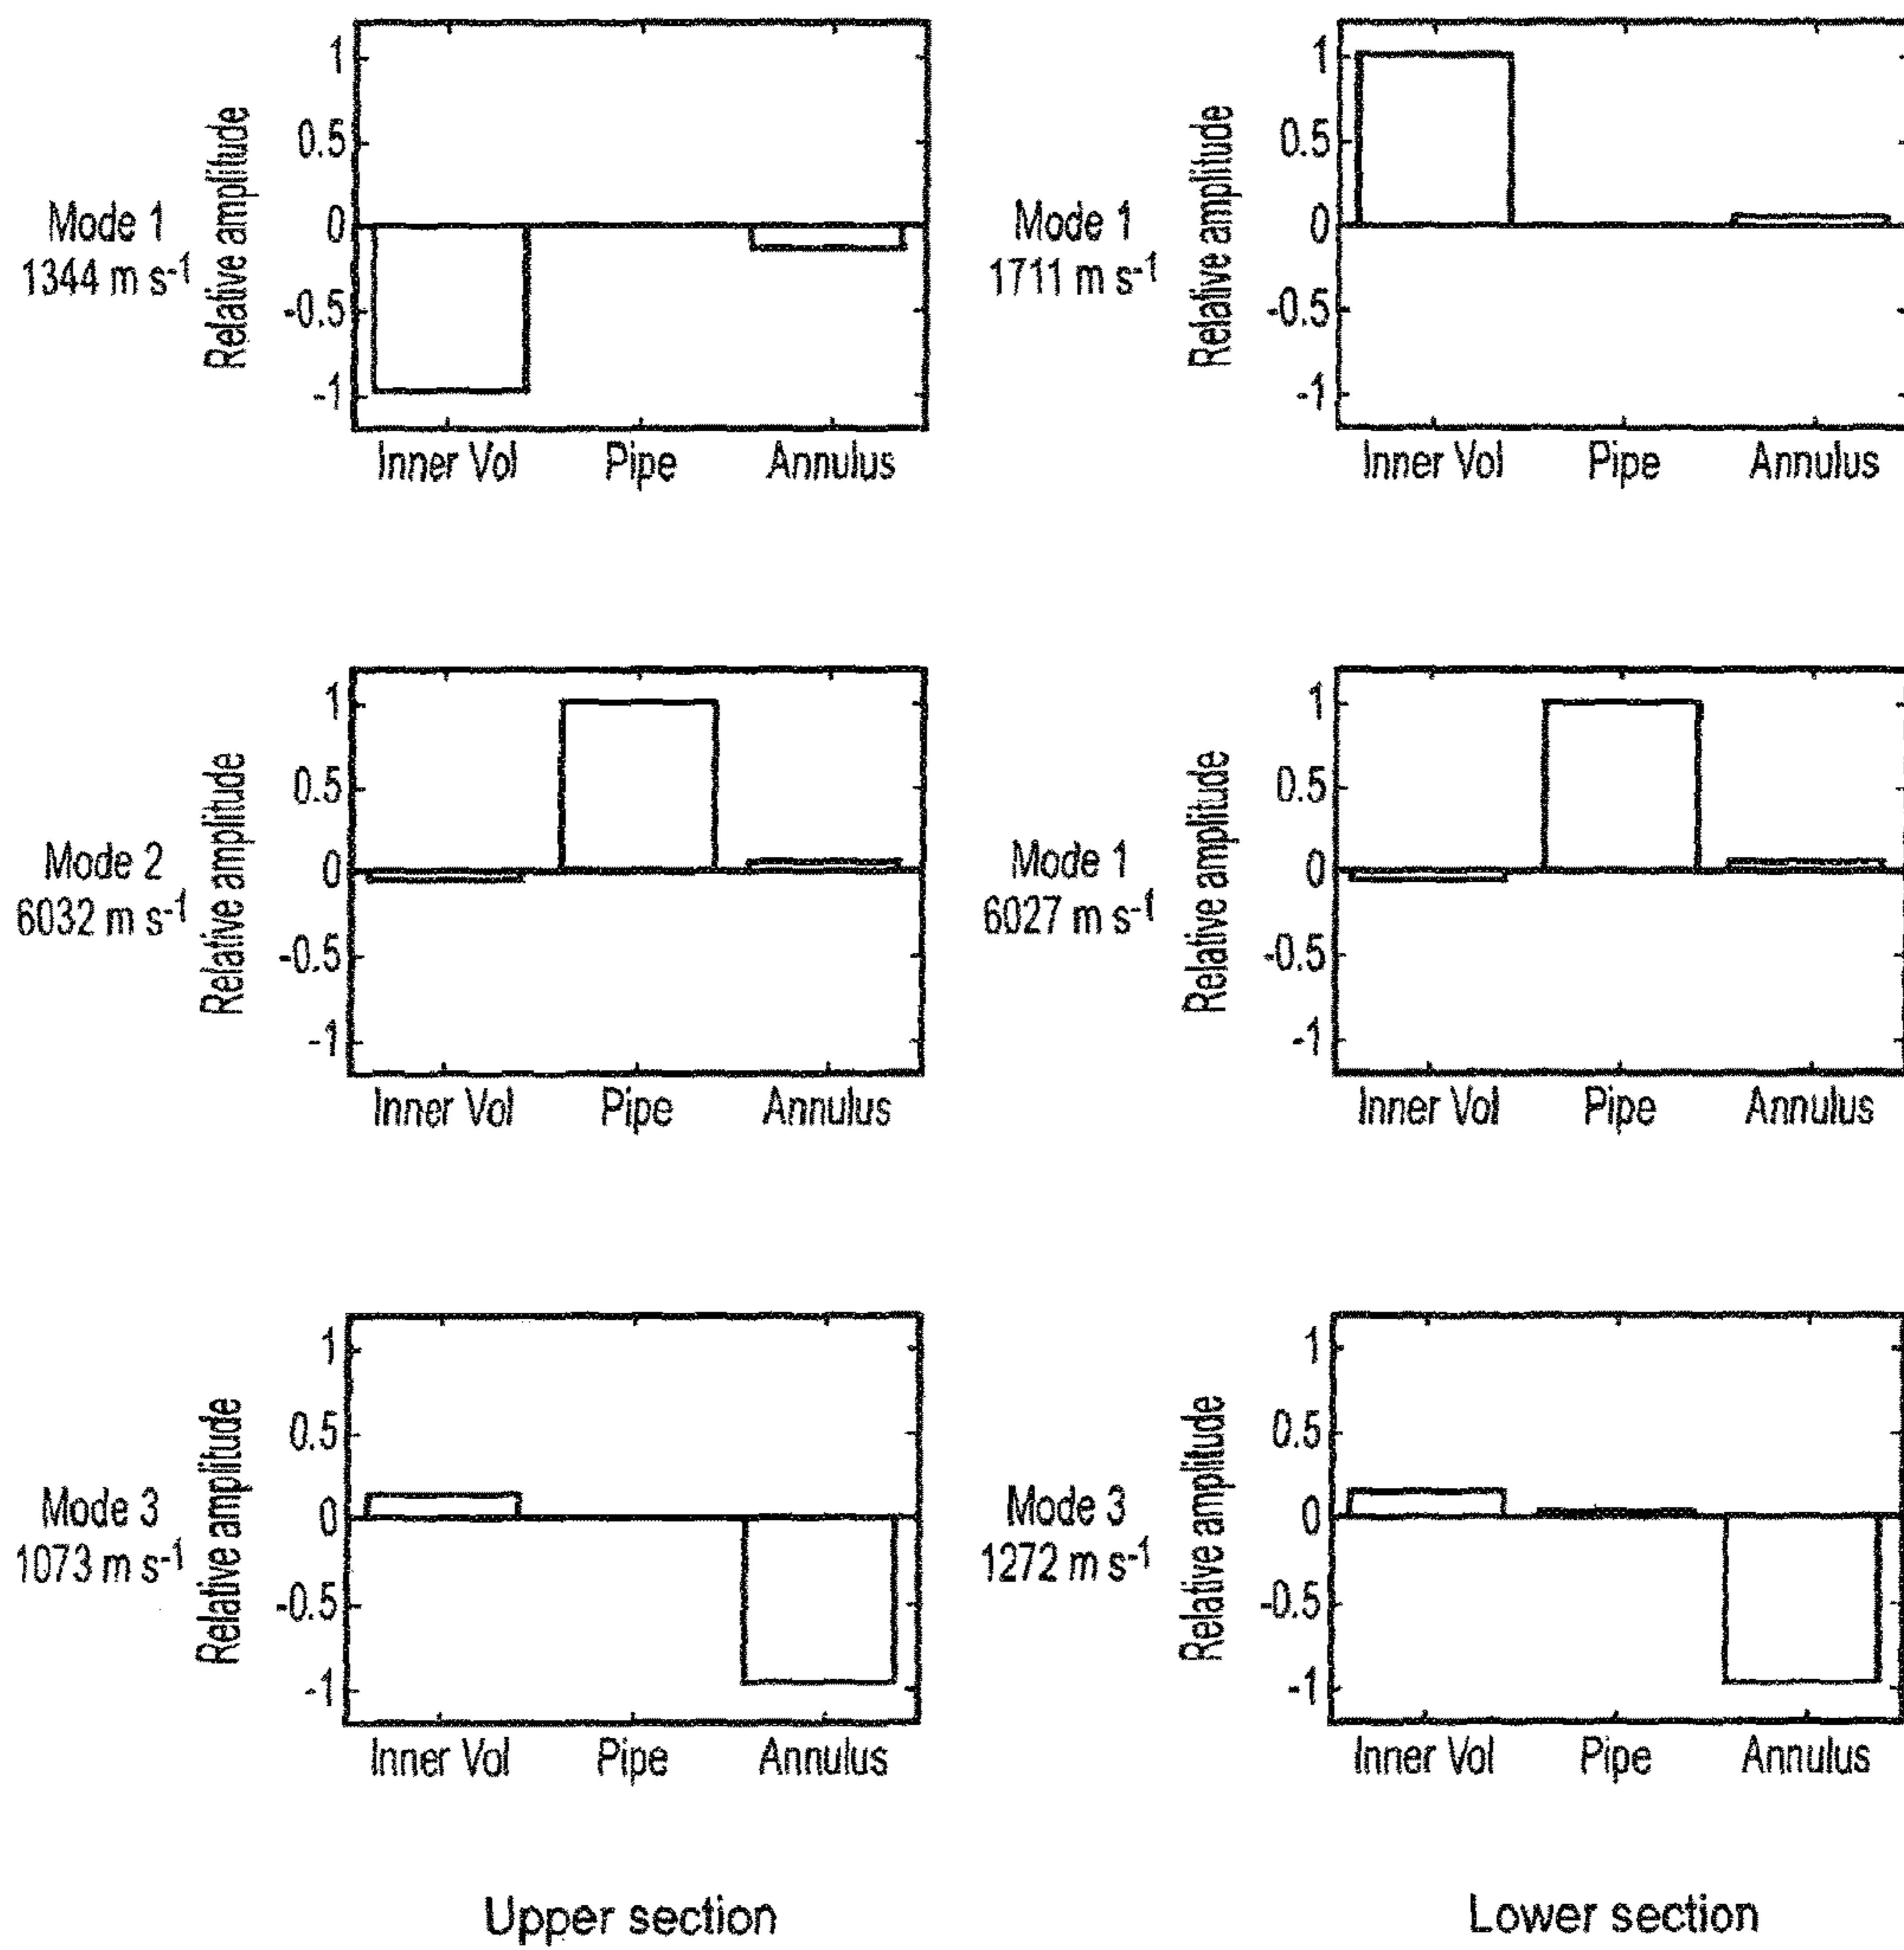 Mode 1
1344 m s-1
Relative amplitude
1
0.5
0
-0.5
-1
Inner Vol Pipe Annulus
Mode 1
1711 m s-1
Relative amplitude
1
0.5
0
-0.5
-1
Inner Vol Pipe Annulus
Mode 2
6032 m s-1
Relative amplitude
1
0.5
0
-0.5
-1
Inner Vol Pipe Annulus
Mode 1
6027 m s-1
Relative amplitude
1
0.5
0
-0.5
-1
Inner Vol Pipe Annulus
Mode 3
1073 m s-1
Relative amplitude
1
0.5
0
-0.5
-1
Inner Vol Pipe Annulus
Mode 3
1272 m s-1
Relative amplitude
1
0.5
0
-0.5
-1
Inner Vol Pipe Annulus
Upper section
Lower section